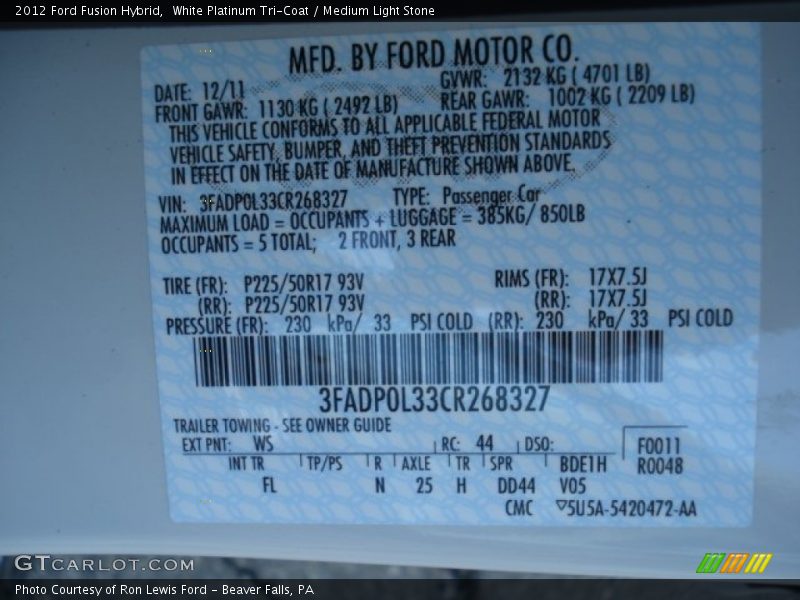 2012 Ford Fusion Hybrid, White Platinum Tri-Coat / Medium Light Stone
MFD. BY FORD MOTOR CO.
DATE: 12/11 GVWR: 2132 KG ( 4701 LB)
FRONT GAWR: 1130 KG ( 2492 LB) REAR GAWR: 1002 KG ( 2209 LB)
THIS VEHICLE CONFORMS TO ALL APPLICABLE FEDERAL MOTOR
VEHICLE SAFETY, BUMPER, AND THEFT PREVENTION STANDARDS
IN EFFECT ON THE DATE OF MANUFACTURE SHOWN ABOVE.
VIN: 3FADP0L33CR268327 TYPE: Passenger Car
MAXIMUM LOAD = OCCUPANTS + LUGGAGE = 385KG/ 850LB
OCCUPANTS = 5 TOTAL; 2 FRONT, 3 REAR
TIRE (FR): P225/50R17 93V RIMS (FR): 17X7.5J
(RR): P225/50R17 93V (RR): 17X7.5J
PRESSURE (FR): 230 kPa/ 33 PSI COLD (RR): 230 kPa/ 33 PSI COLD
3FADP0L33CR268327
TRAILER TOWING - SEE OWNER GUIDE
EXT PNT: WS RC: 44 DSO: F0011
INT TR TP/PS R AXLE TR SPR BDE1H R0048
FL N 25 H DD44 V05
CMC ▽5U5A-5420472-AA
GTCARLOT.COM
Photo Courtesy of Ron Lewis Ford - Beaver Falls, PA